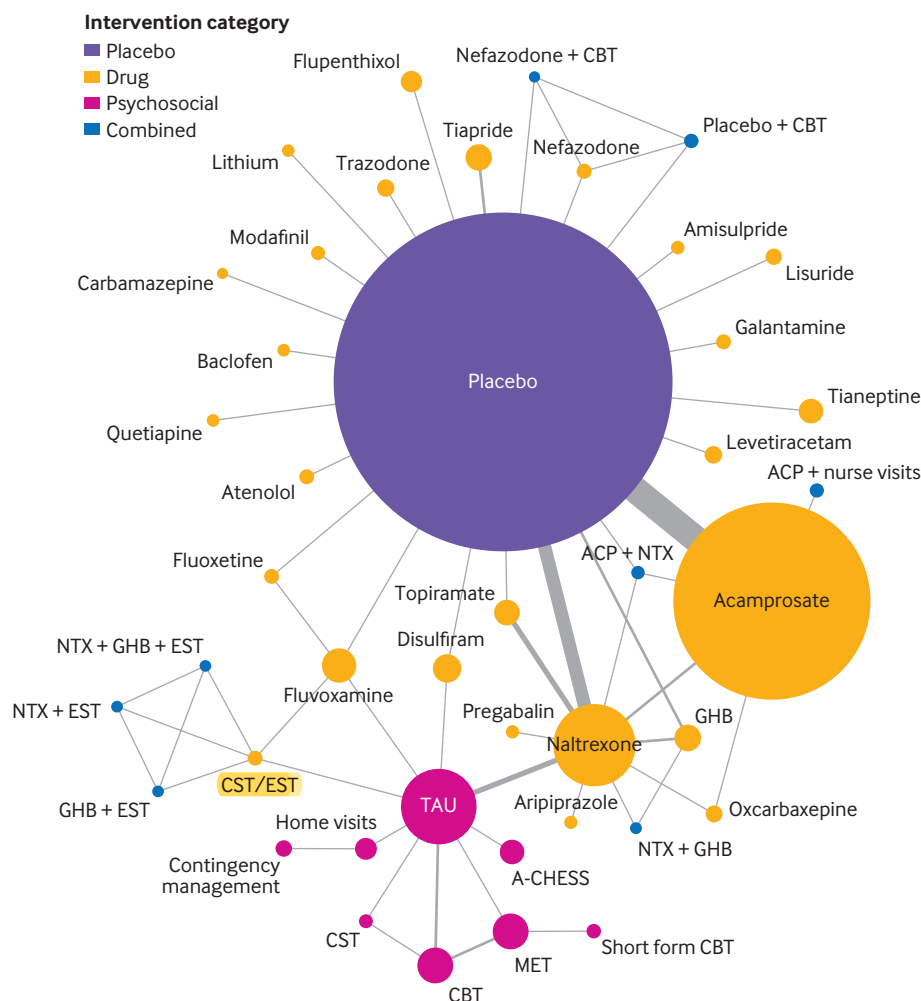 Intervention category
Placebo
Drug
Psychosocial
Combined
Flupenthixol
Nefazodone + CBT
Tiapride
Placebo + CBT
Nefazodone
Lithium
Trazodone
Modafinil
Amisulpride
Carbamazepine
Lisuride
Baclofen
Galantamine
Placebo
Quetiapine
Tianeptine
Levetiracetam
Atenolol
ACP + nurse visits
Fluoxetine
ACP + NTX
Topiramate
Acamprosate
Disulfiram
NTX + GHB + EST
Fluvoxamine
NTX + EST
Pregabalin
GHB
Naltrexone
CST/EST
GHB + EST
TAU
Aripiprazole
Oxcarbaxepine
Home visits
NTX + GHB
Contingency
management
A-CHESS
CST
MET
Short form CBT
CBT